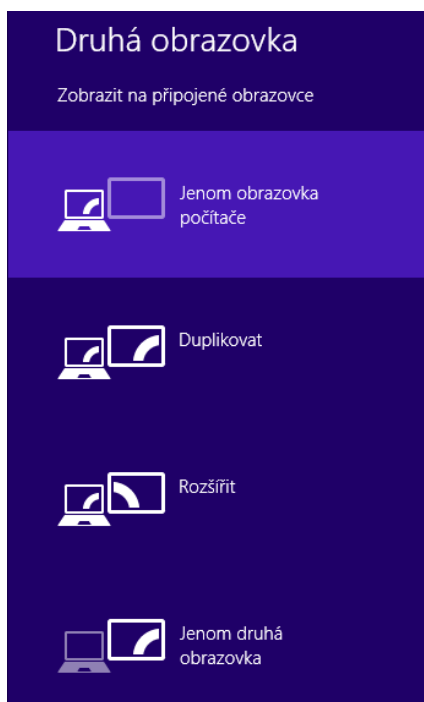 Druhá obrazovka
Zobrazit na připojené obrazovce
Jenom obrazovka
počítače
Duplikovat
Rozšířit
Jenom druhá
obrazovka